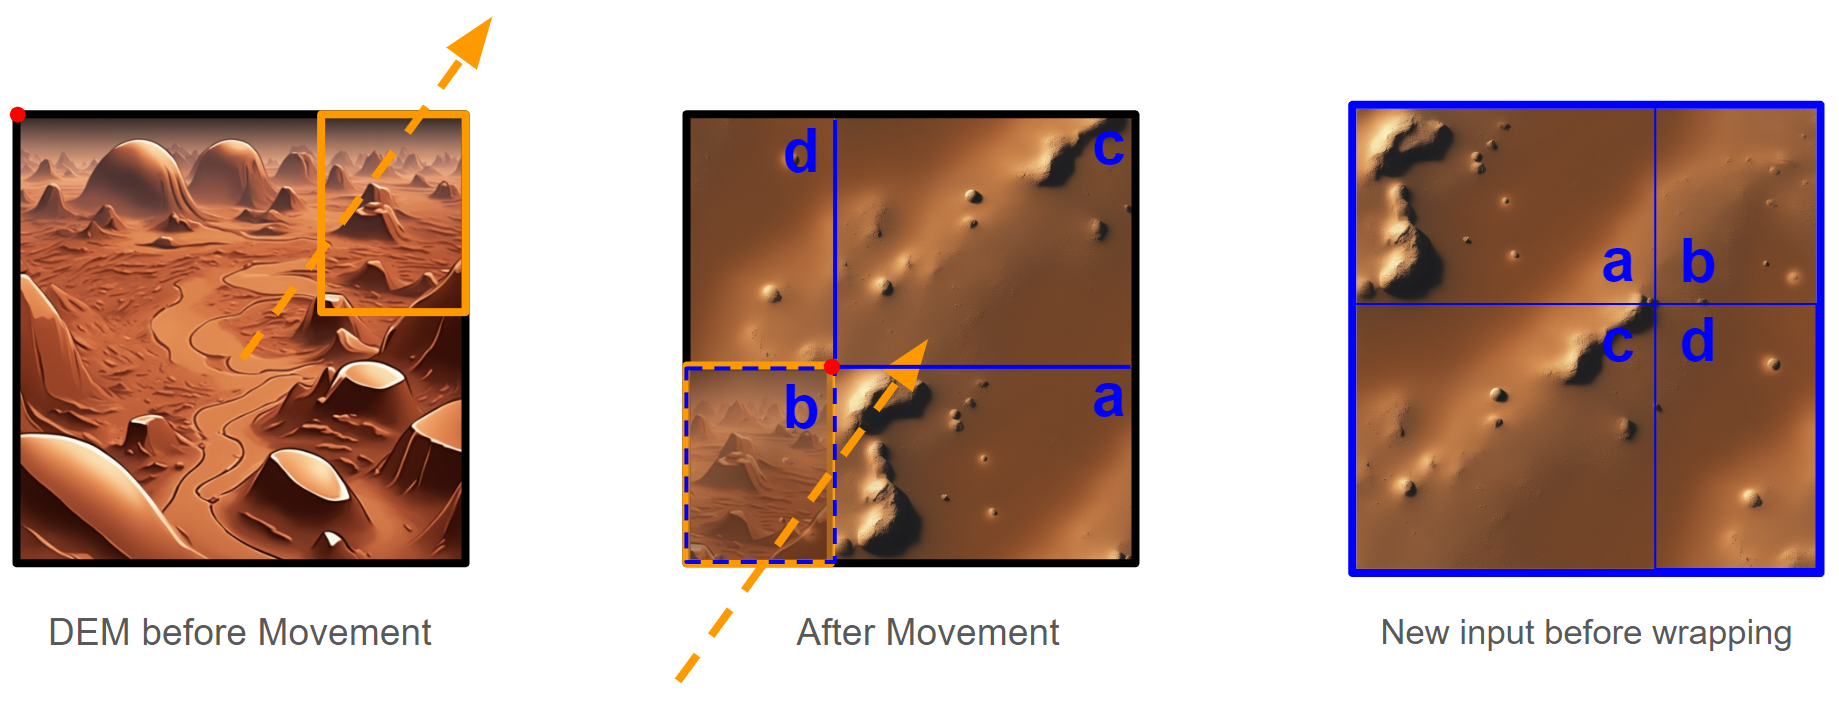 d
c
b
a
a
b
c
d
DEM before Movement
After Movement
New input before wrapping